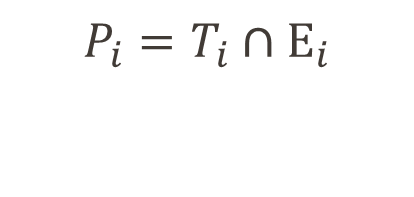 Pᵢ = Tᵢ ∩ Eᵢ